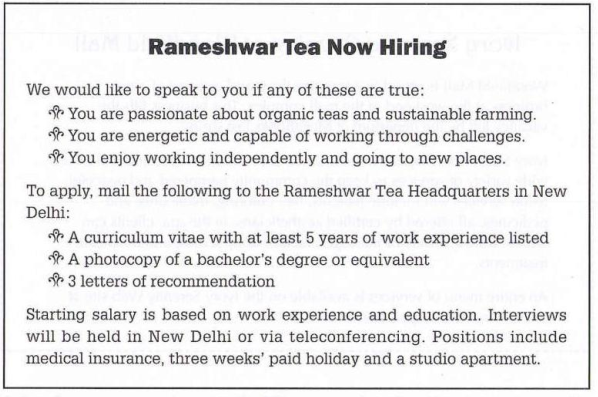 Rameshwar Tea Now Hiring
We would like to speak to you if any of these are true:
You are passionate about organic teas and sustainable farming.
You are energetic and capable of working through challenges.
You enjoy working independently and going to new places.
To apply, mail the following to the Rameshwar Tea Headquarters in New
Delhi:
A curriculum vitae with at least 5 years of work experience listed
A photocopy of a bachelor's degree or equivalent
3 letters of recommendation
Starting salary is based on work experience and education. Interviews
will be held in New Delhi or via teleconferencing. Positions include
medical insurance, three weeks' paid holiday and a studio apartment.